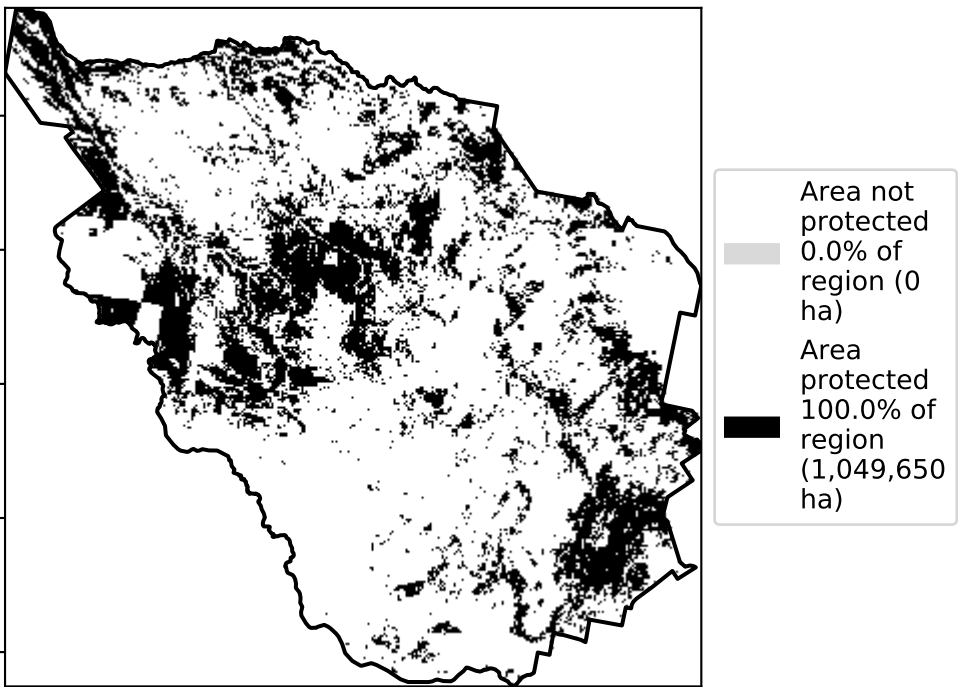 Area not
protected
0.0% of
region (0
ha)
Area
protected
100.0% of
region
(1,049,650
ha)